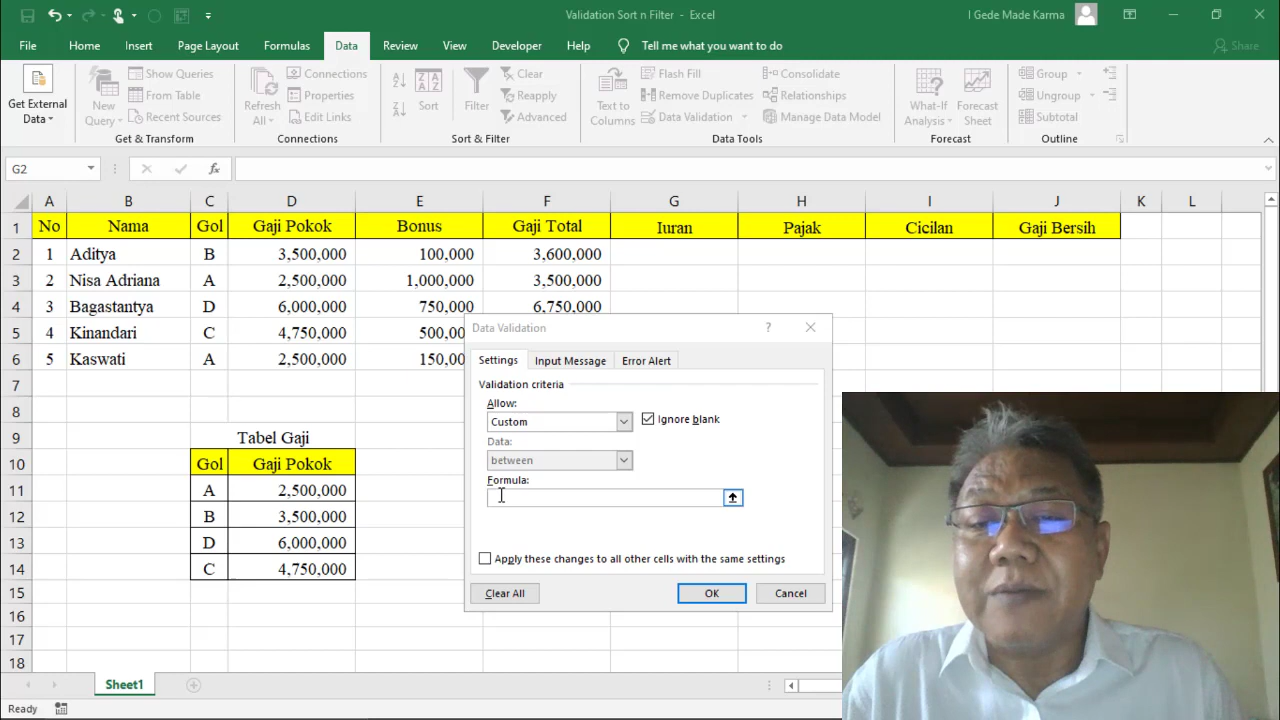 Validation Sort n Filter - Excel
I Gede Made Karma
File Home Insert Page Layout Formulas Data Review View Developer Help Tell me what you want to do Share
Get External Data
New Query
Show Queries
From Table
Recent Sources
Get & Transform
Refresh All
Connections
Properties
Edit Links
Connections
Sort
Filter
Clear
Reapply
Advanced
Sort & Filter
Text to Columns
Flash Fill
Remove Duplicates
Data Validation
Consolidate
Relationships
Manage Data Model
Data Tools
What-If Analysis
Forecast Sheet
Forecast
Group
Ungroup
Subtotal
Outline
G2 fx
A B C D E F G H I J K L
1 No Nama Gol Gaji Pokok Bonus Gaji Total Iuran Pajak Cicilan Gaji Bersih
2 1 Aditya B 3,500,000 100,000 3,600,000
3 2 Nisa Adriana A 2,500,000 1,000,000 3,500,000
4 3 Bagastantya D 6,000,000 750,000 6,750,000
5 4 Kinandari C 4,750,000 500,0
6 5 Kaswati A 2,500,000 150,0
7
8
9 Tabel Gaji
10 Gol Gaji Pokok
11 A 2,500,000
12 B 3,500,000
13 D 6,000,000
14 C 4,750,000
15
16
17
18
Data Validation ?
Settings Input Message Error Alert
Validation criteria
Allow:
Custom Ignore blank
Data:
between
Formula:
Apply these changes to all other cells with the same settings
Clear All OK Cancel
Sheet1
Ready